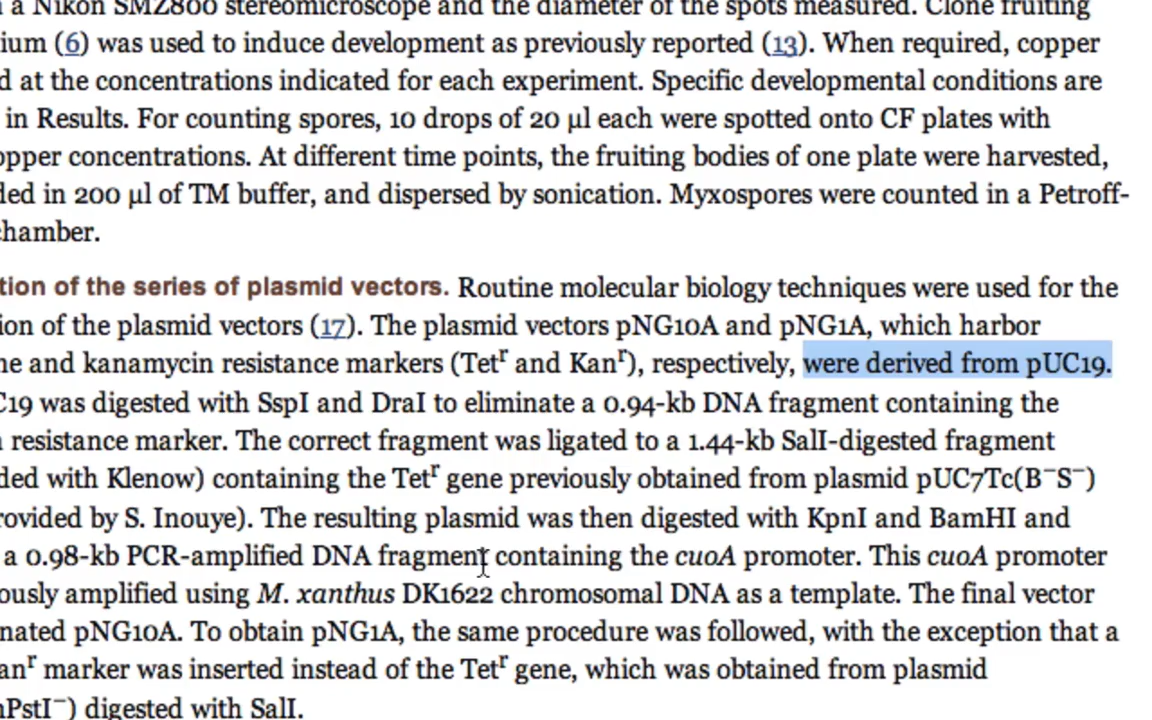 a Nikon SMZ800 stereomicroscope and the diameter of the spots measured. Clone fruiting
ium (6) was used to induce development as previously reported (13). When required, copper
d at the concentrations indicated for each experiment. Specific developmental conditions are
in Results. For counting spores, 10 drops of 20 µl each were spotted onto CF plates with
opper concentrations. At different time points, the fruiting bodies of one plate were harvested,
ded in 200 µl of TM buffer, and dispersed by sonication. Myxospores were counted in a Petroff-
chamber.
tion of the series of plasmid vectors. Routine molecular biology techniques were used for the
ion of the plasmid vectors (17). The plasmid vectors pNG10A and pNG1A, which harbor
ne and kanamycin resistance markers (Tetʳ and Kanʳ), respectively, were derived from pUC19.
C19 was digested with SspI and DraI to eliminate a 0.94-kb DNA fragment containing the
resistance marker. The correct fragment was ligated to a 1.44-kb SalI-digested fragment
ded with Klenow) containing the Tetʳ gene previously obtained from plasmid pUC7Tc(B⁻S⁻)
rovided by S. Inouye). The resulting plasmid was then digested with KpnI and BamHI and
a 0.98-kb PCR-amplified DNA fragment containing the cuoA promoter. This cuoA promoter
ously amplified using M. xanthus DK1622 chromosomal DNA as a template. The final vector
nated pNG10A. To obtain pNG1A, the same procedure was followed, with the exception that a
anʳ marker was inserted instead of the Tetʳ gene, which was obtained from plasmid
PstI⁻) digested with SalI.